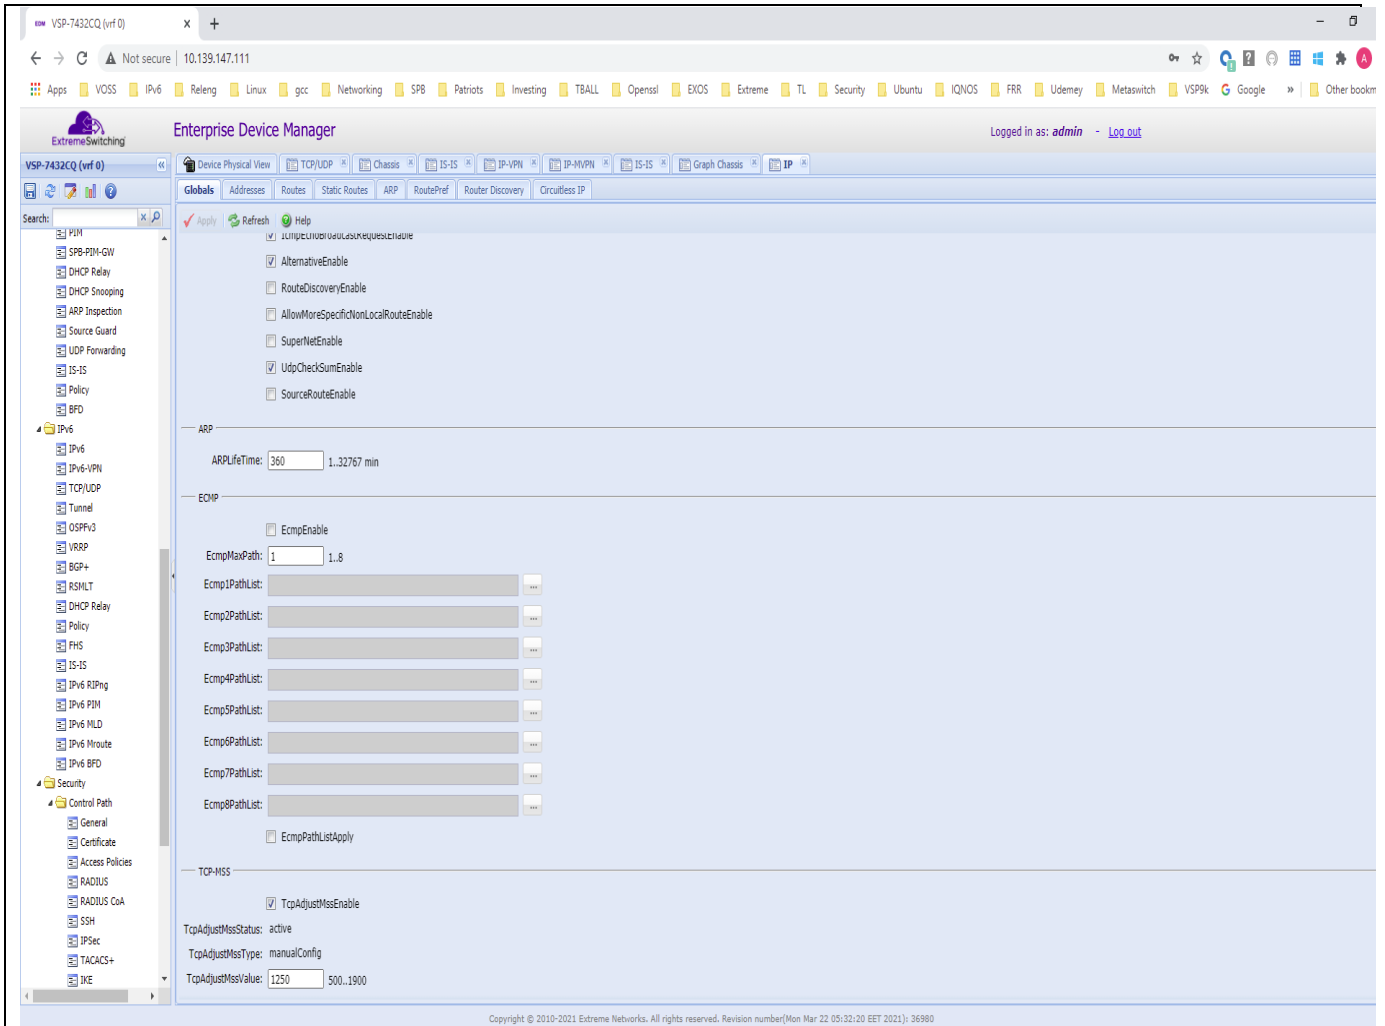 EDM VSP-7432CQ (vrf 0)
Not secure 10.139.147.111
Apps VOSS IPv6 Releng Linux gcc Networking SPB Patriots Investing TBALL Openssl EXOS Extreme TL Security Ubuntu IQNOS FRR Udemey Metaswitch VSP9k Google » Other bookm
ExtremeSwitching
Enterprise Device Manager
Logged in as: admin - Log out
VSP-7432CQ (vrf 0)
Device Physical View TCP/UDP Chassis IS-IS IP-VPN IP-MVPN IS-IS Graph Chassis IP
Globals Addresses Routes Static Routes ARP RoutePref Router Discovery Circuitless IP
Search:
Apply Refresh Help
PIM
SPB-PIM-GW
DHCP Relay
DHCP Snooping
ARP Inspection
Source Guard
UDP Forwarding
IS-IS
Policy
BFD
IPv6
IPv6
IPv6-VPN
TCP/UDP
Tunnel
OSPFv3
VRRP
BGP+
RSMLT
DHCP Relay
Policy
FHS
IS-IS
IPv6 RIPng
IPv6 PIM
IPv6 MLD
IPv6 Mroute
IPv6 BFD
Security
Control Path
General
Certificate
Access Policies
RADIUS
RADIUS CoA
SSH
IPSec
TACACS+
IKE
IcmpEchoBroadcastRequestEnable
AlternativeEnable
RouteDiscoveryEnable
AllowMoreSpecificNonLocalRouteEnable
SuperNetEnable
UdpCheckSumEnable
SourceRouteEnable
ARP
ARPLifeTime: 360 1..32767 min
ECMP
EcmpEnable
EcmpMaxPath: 1 1..8
Ecmp1PathList: ...
Ecmp2PathList: ...
Ecmp3PathList: ...
Ecmp4PathList: ...
Ecmp5PathList: ...
Ecmp6PathList: ...
Ecmp7PathList: ...
Ecmp8PathList: ...
EcmpPathListApply
TCP-MSS
TcpAdjustMssEnable
TcpAdjustMssStatus: active
TcpAdjustMssType: manualConfig
TcpAdjustMssValue: 1250 500..1900
Copyright © 2010-2021 Extreme Networks. All rights reserved. Revision number(Mon Mar 22 05:32:20 EET 2021): 36980